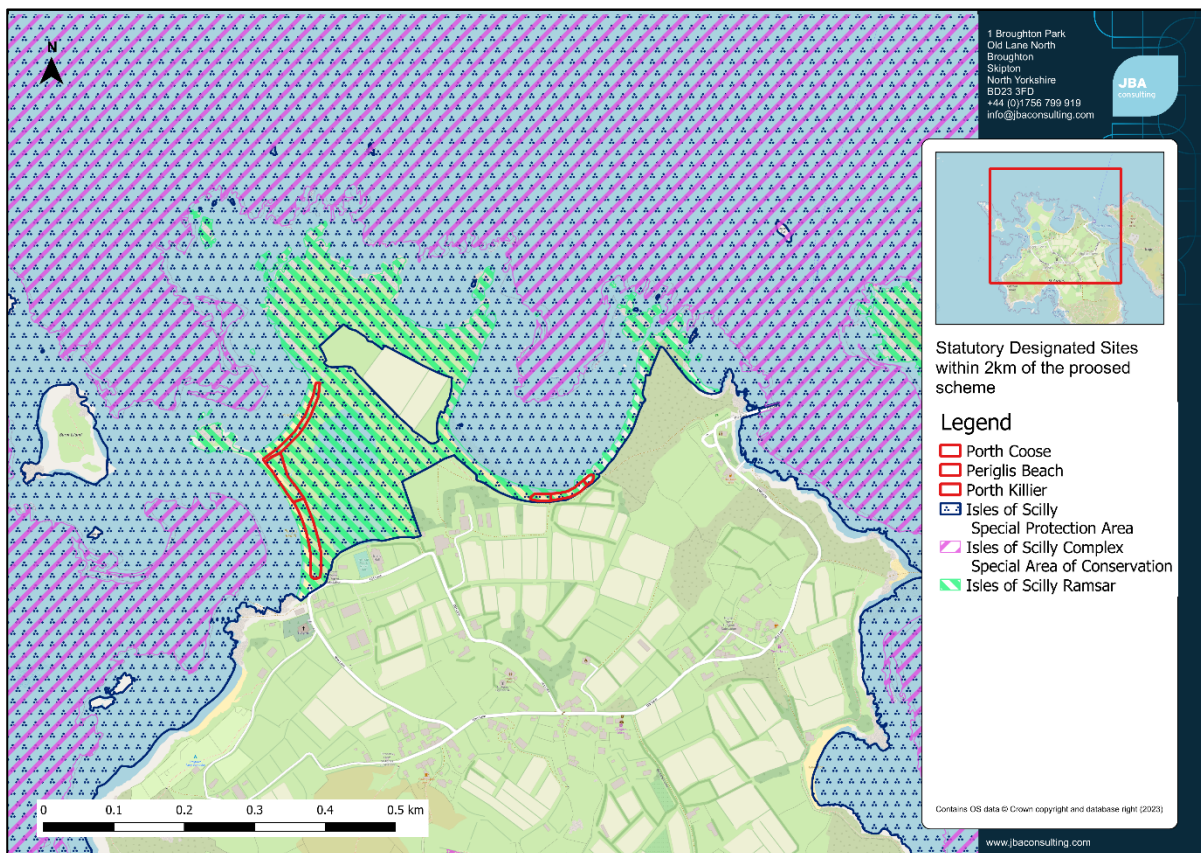 N
1 Broughton Park
Old Lane North
Broughton
Skipton
North Yorkshire
BD23 3FD
+44 (0)1756 799 919
info@jbaconsulting.com
JBA
consulting
Statutory Designated Sites
within 2km of the proosed
scheme
Legend
Porth Coose
Periglis Beach
Porth Killier
Isles of Scilly
Special Protection Area
Isles of Scilly Complex
Special Area of Conservation
Isles of Scilly Ramsar
0 0.1 0.2 0.3 0.4 0.5 km
Contains OS data © Crown copyright and database right (2023)
www.jbaconsulting.com